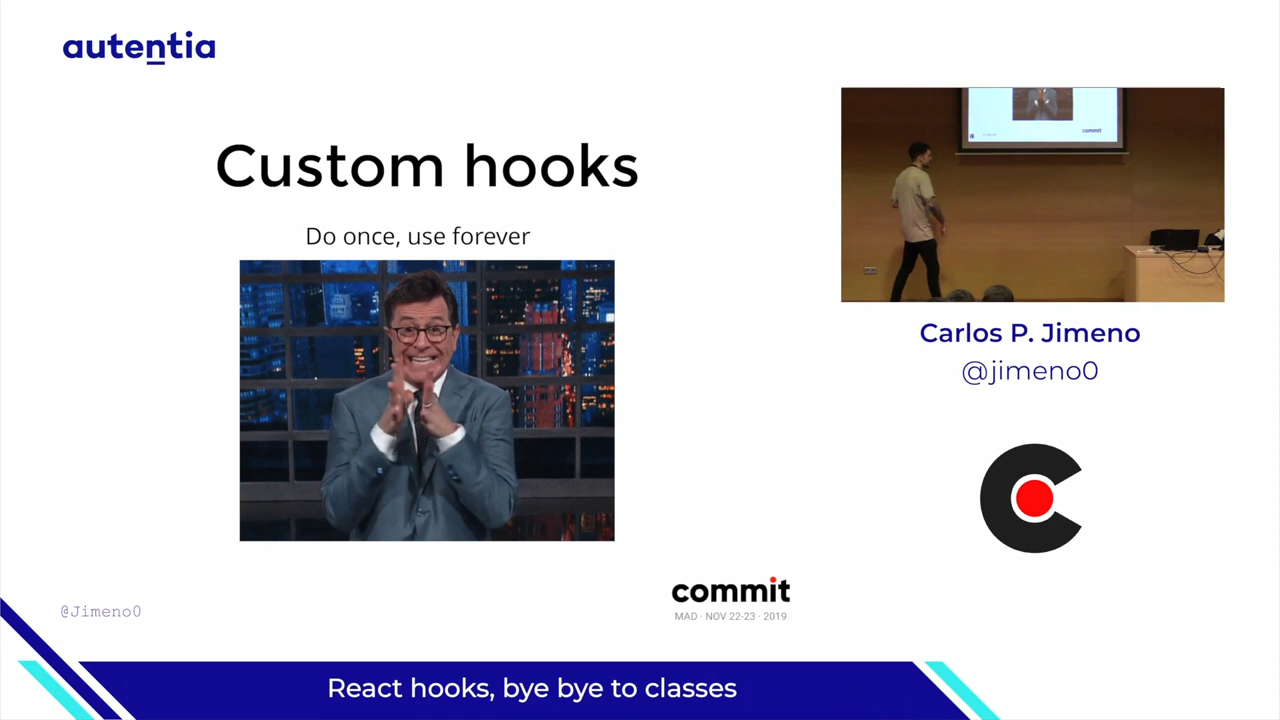 autentia
Custom hooks
Do once, use forever
commit
Carlos P. Jimeno
@jimeno0
commit
MAD · NOV 22-23 · 2019
@Jimeno0
React hooks, bye bye to classes